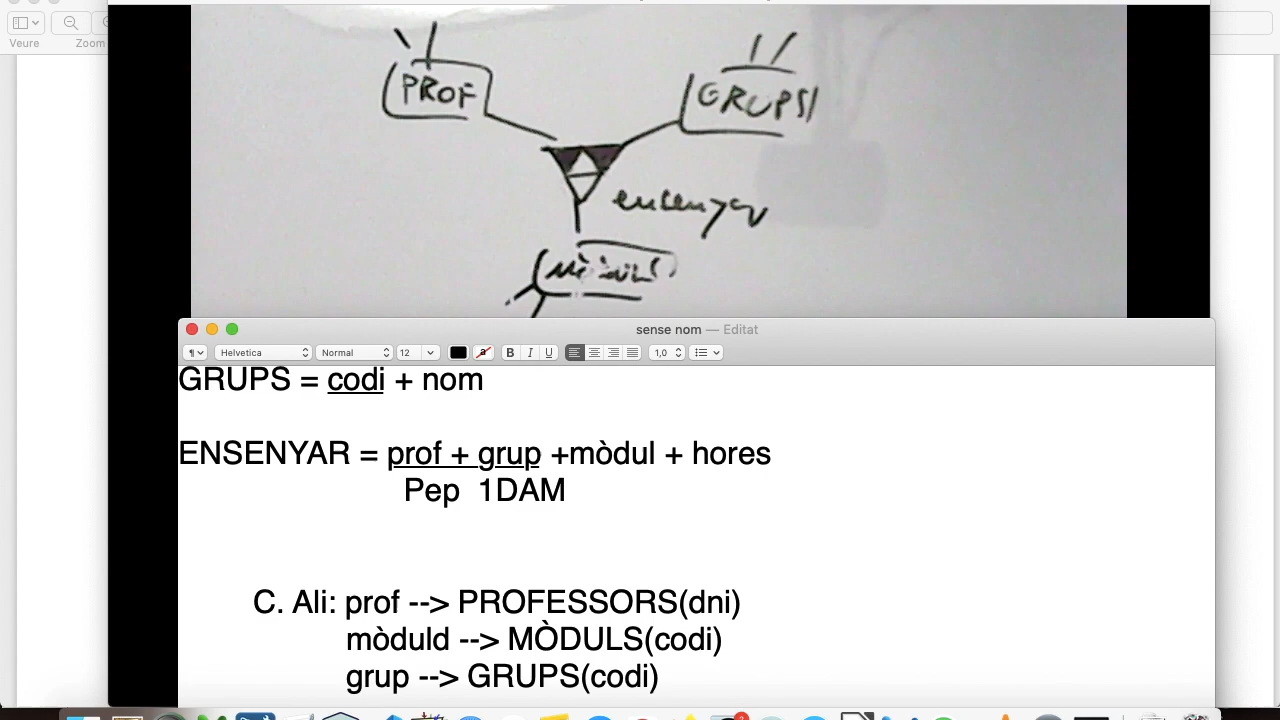 Veure
Zoom
PROF
GRUPS
ensenyar
sense nom — Editat
Helvetica
Normal
12
a
B I U
1,0
GRUPS = codi + nom
ENSENYAR = prof + grup +mòdul + hores
Pep 1DAM
C. Ali: prof --> PROFESSORS(dni)
mòduld --> MÒDULS(codi)
grup --> GRUPS(codi)